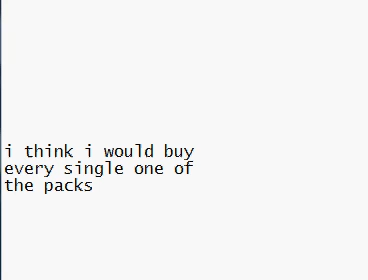 i think i would buy
every single one of
the packs